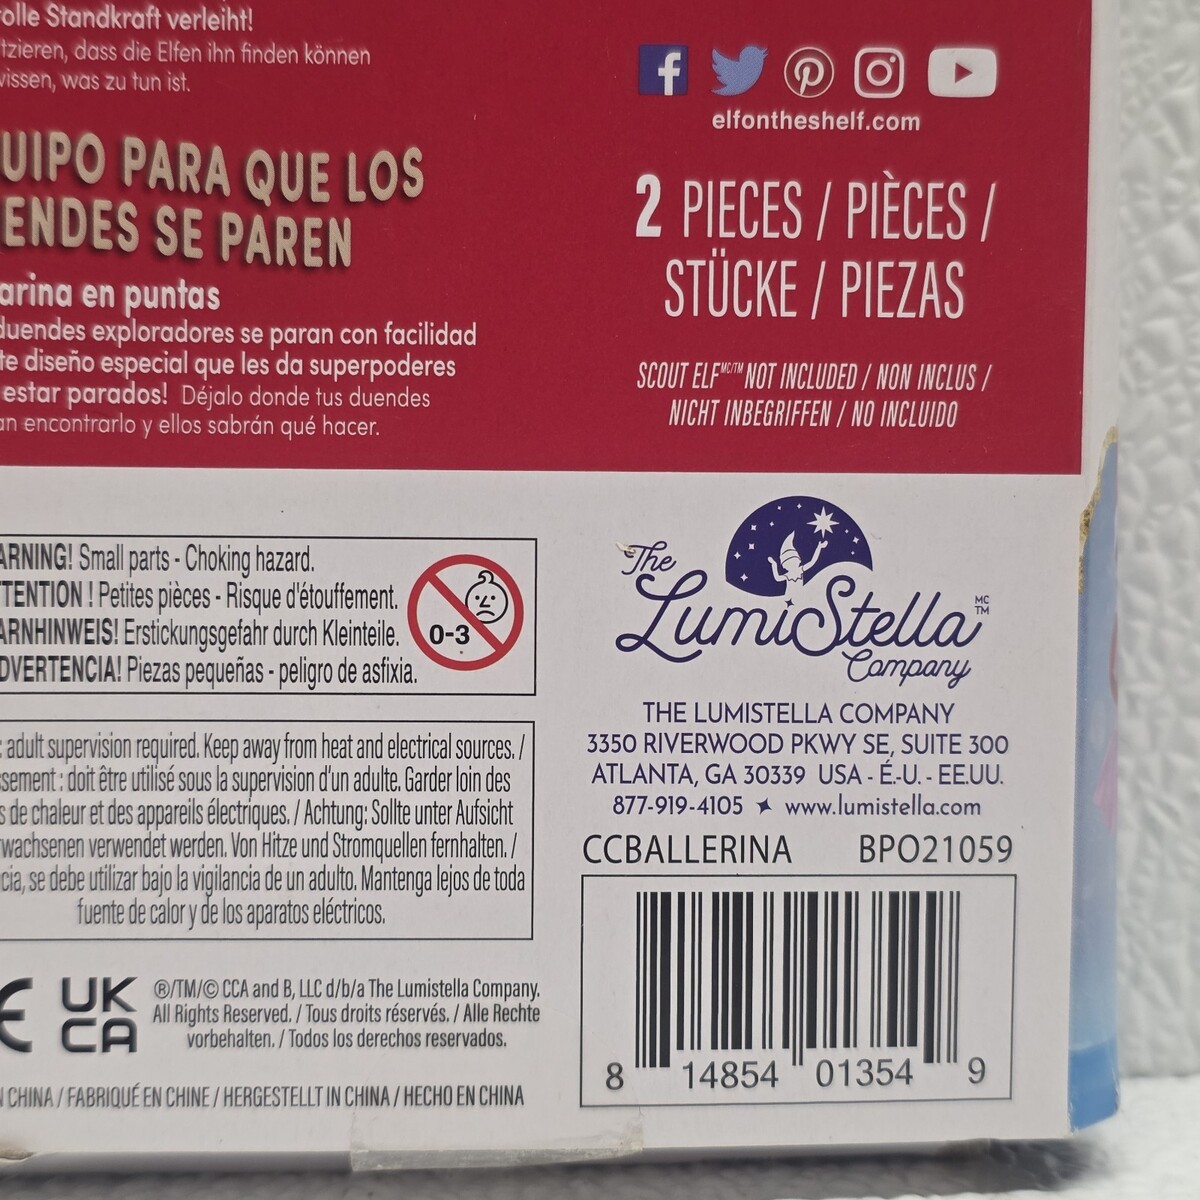 olle Standkraft verleiht!
tzieren, dass die Elfen ihn finden können
wissen, was zu tun ist.
UIPO PARA QUE LOS
ENDES SE PAREN
arina en puntas
duendes exploradores se paran con facilidad
te diseño especial que les da superpoderes
estar parados! Déjalo donde tus duendes
an encontrarlo y ellos sabrán qué hacer.
elfontheshelf.com
2 PIECES / PIÈCES /
STÜCKE / PIEZAS
SCOUT ELF MC/TM NOT INCLUDED / NON INCLUS /
NICHT INBEGRIFFEN / NO INCLUIDO
ARNING! Small parts - Choking hazard.
TTENTION ! Petites pièces - Risque d'étouffement.
ARNHINWEIS! Erstickungsgefahr durch Kleinteile.
DVERTENCIA! Piezas pequeñas - peligro de asfixia.
0-3
: adult supervision required. Keep away from heat and electrical sources. /
ssement : doit être utilisé sous la supervision d'un adulte. Garder loin des
s de chaleur et des appareils électriques. / Achtung: Sollte unter Aufsicht
rwachsenen verwendet werden. Von Hitze und Stromquellen fernhalten. /
cia, se debe utilizar bajo la vigilancia de un adulto. Mantenga lejos de toda
fuente de calor y de los aparatos eléctricos.
The
LumiStella MC TM
Company
THE LUMISTELLA COMPANY
3350 RIVERWOOD PKWY SE, SUITE 300
ATLANTA, GA 30339 USA - É.-U. - EE.UU.
877-919-4105 ✦ www.lumistella.com
CCBALLERINA BPO21059
8 14854 01354 9
CE UK
CA
®/TM/© CCA and B, LLC d/b/a The Lumistella Company.
All Rights Reserved. / Tous droits réservés. / Alle Rechte
vorbehalten. / Todos los derechos reservados.
N CHINA / FABRIQUÉ EN CHINE / HERGESTELLT IN CHINA / HECHO EN CHINA